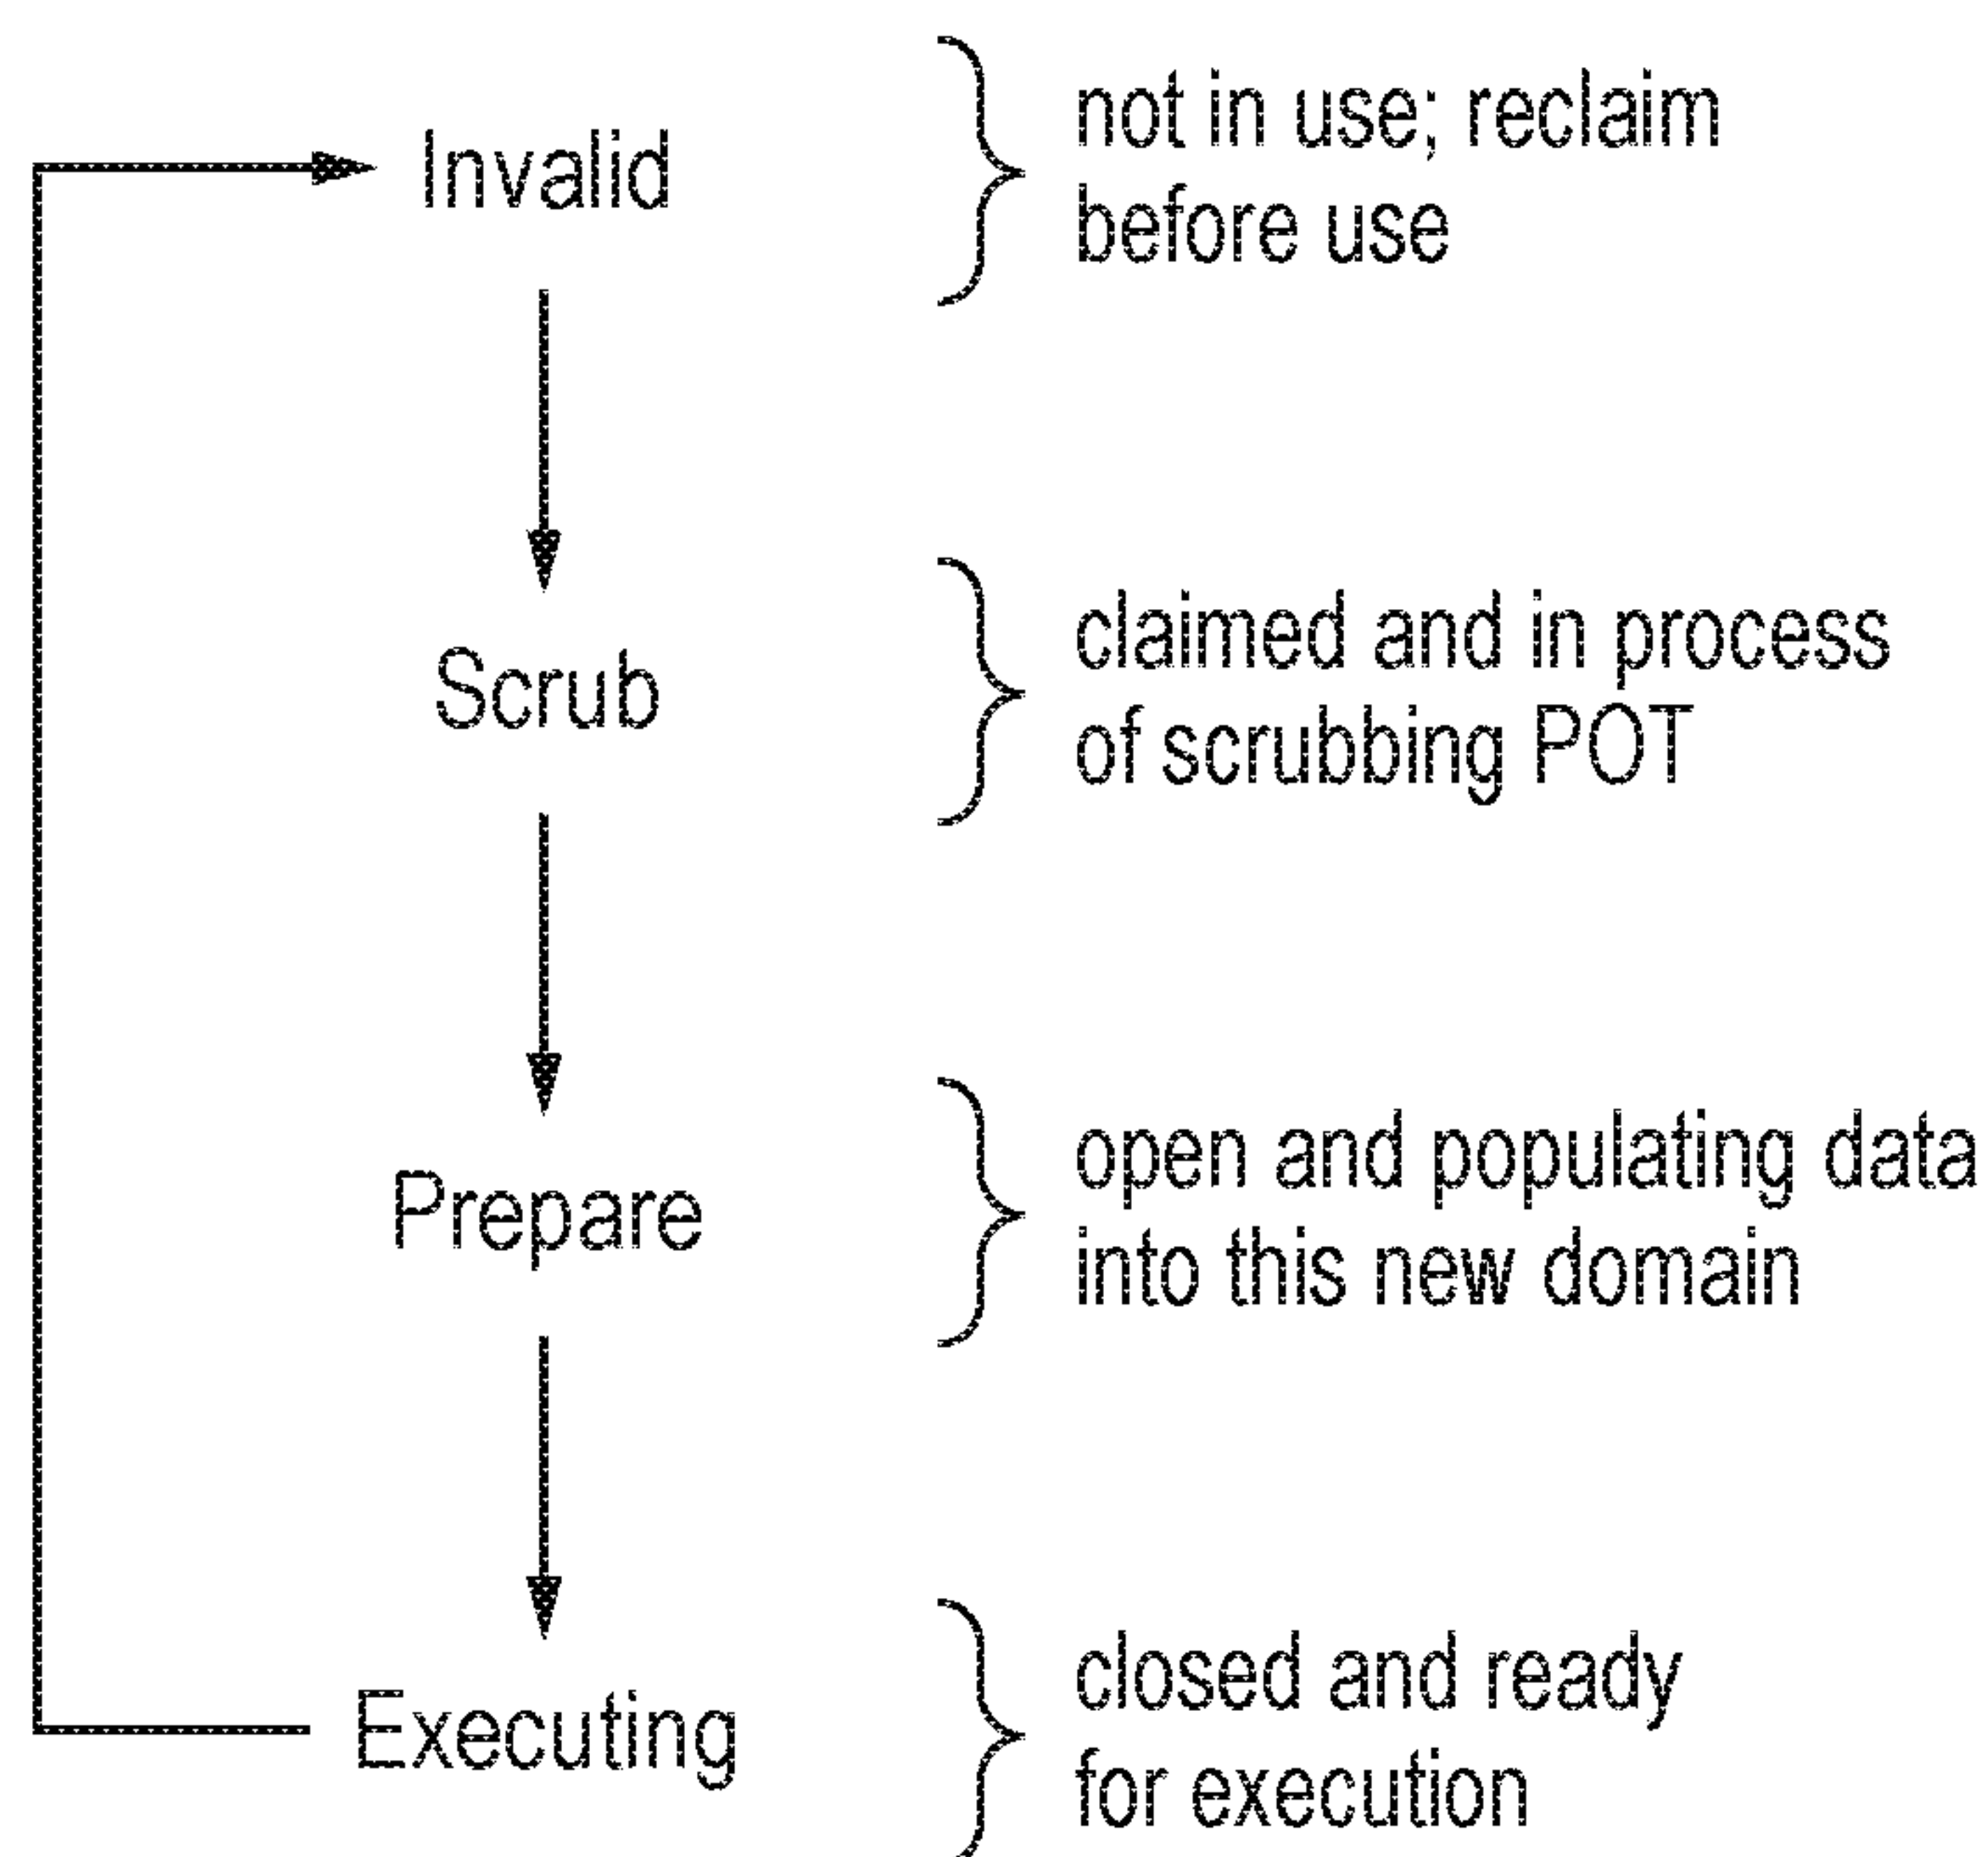 Invalid
not in use; reclaim
before use
Scrub
claimed and in process
of scrubbing POT
Prepare
open and populating data
into this new domain
Executing
closed and ready
for execution